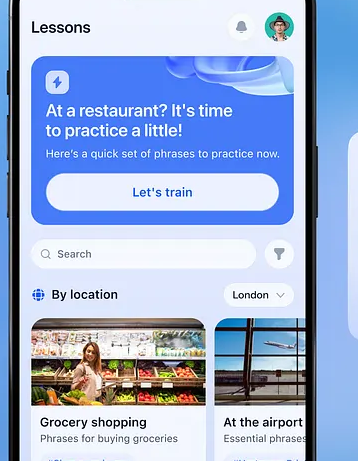 Lessons
At a restaurant? It's time
to practice a little!
Here's a quick set of phrases to practice now.
Let's train
Search
By location
London
Grocery shopping
Phrases for buying groceries
At the airport
Essential phrases